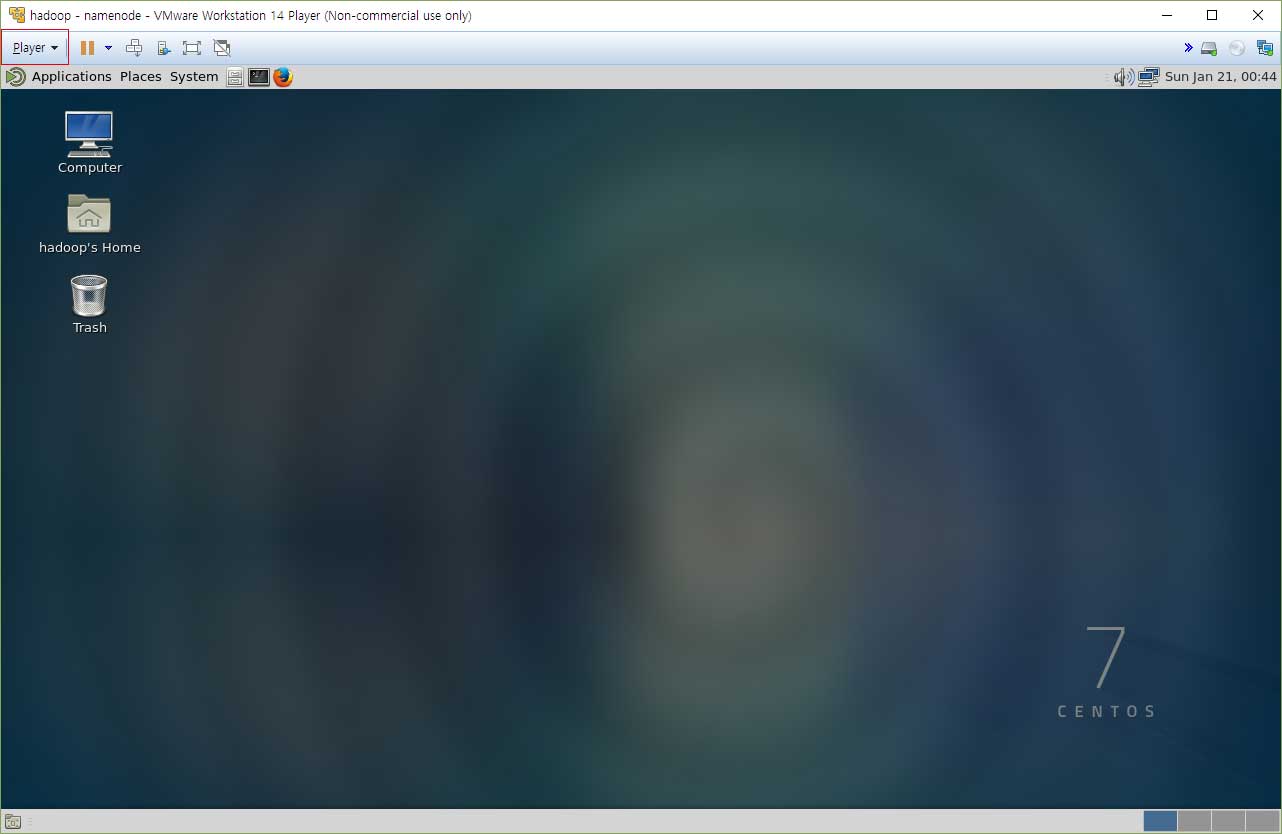 hadoop - namenode - VMware Workstation 14 Player (Non-commercial use only)
Player
Applications Places System Sun Jan 21, 00:44
Computer
hadoop's Home
Trash
7
CENTOS